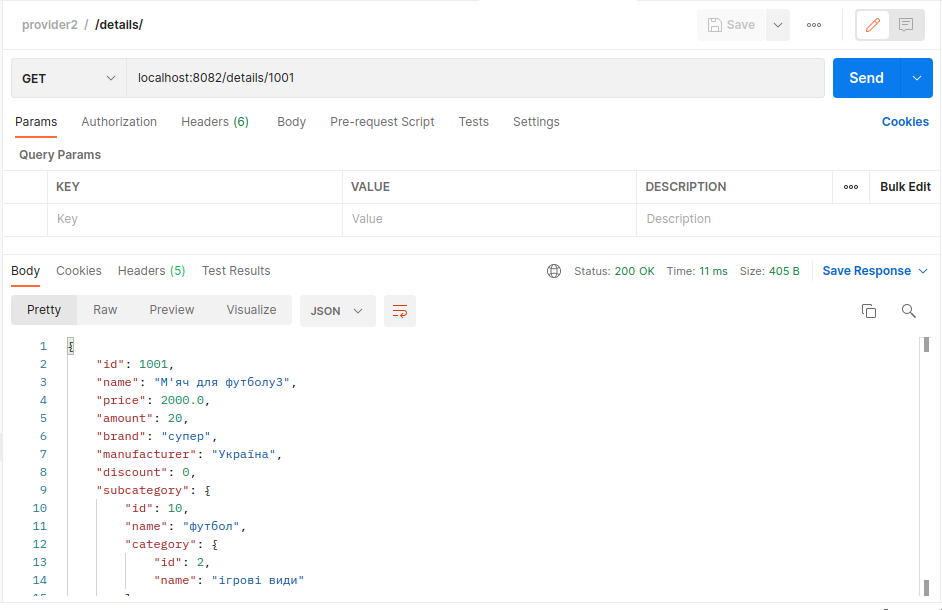 provider2 / /details/ Save ooo
GET localhost:8082/details/1001 Send
Params Authorization Headers (6) Body Pre-request Script Tests Settings Cookies
Query Params
KEY VALUE DESCRIPTION ooo Bulk Edit
Key Value Description
Body Cookies Headers (5) Test Results Status: 200 OK Time: 11 ms Size: 405 B Save Response
Pretty Raw Preview Visualize JSON
1 {
2 "id": 1001,
3 "name": "М'яч для футболу3",
4 "price": 2000.0,
5 "amount": 20,
6 "brand": "супер",
7 "manufacturer": "Україна",
8 "discount": 0,
9 "subcategory": {
10 "id": 10,
11 "name": "футбол",
12 "category": {
13 "id": 2,
14 "name": "ігрові види"